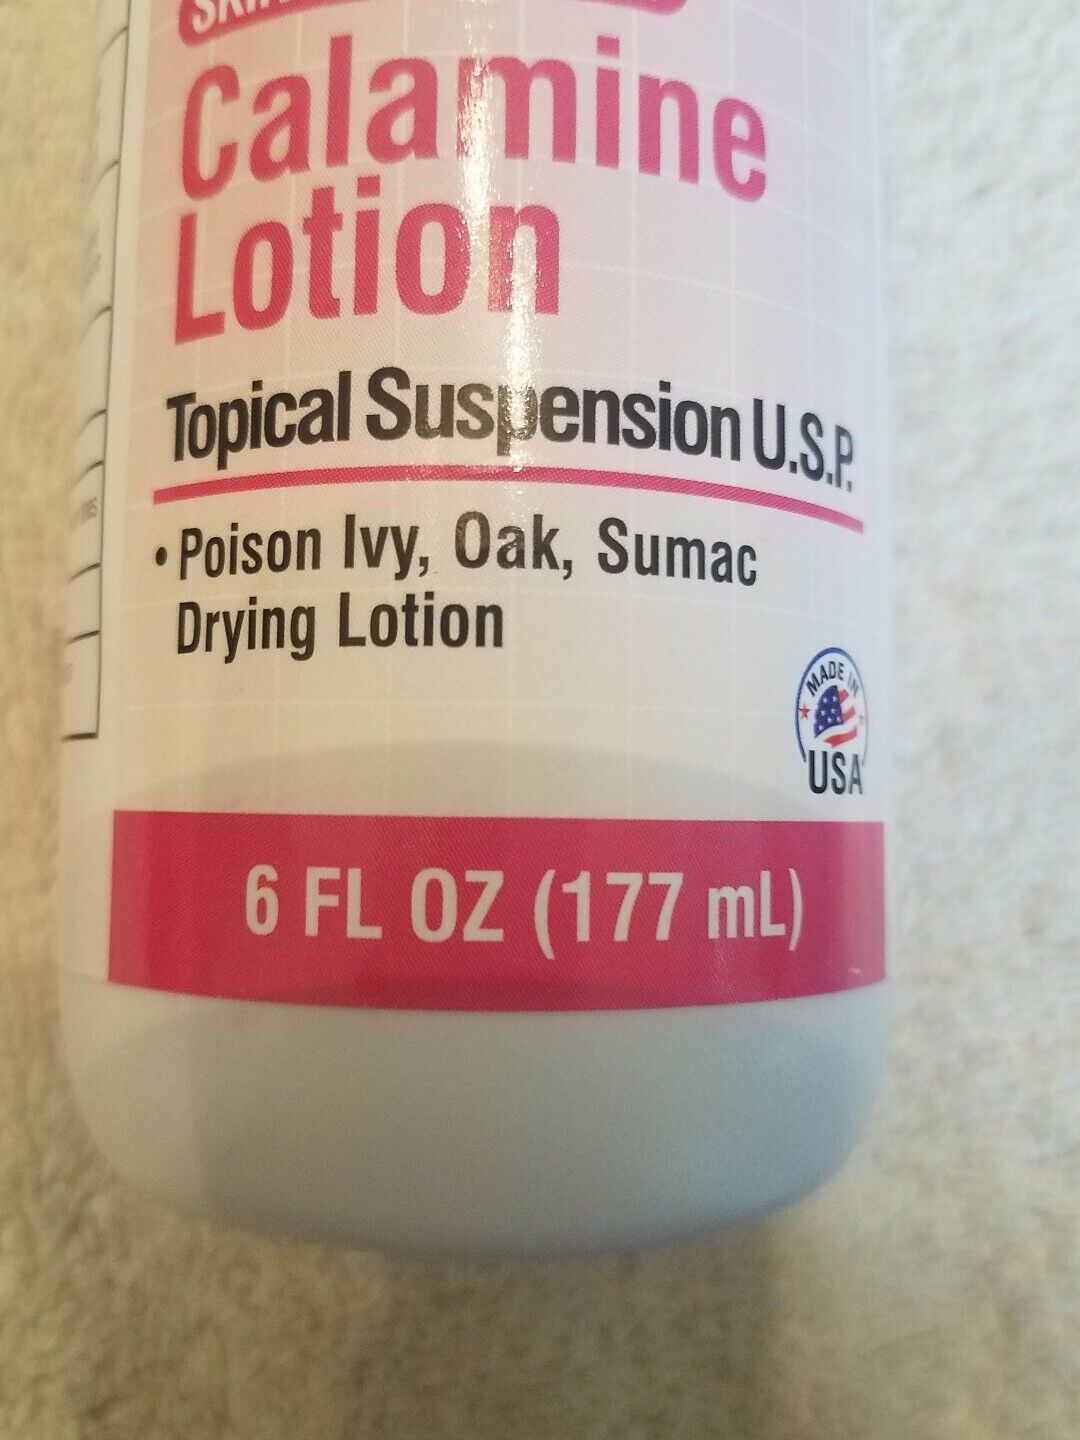 Calamine
Lotion
Topical Suspension U.S.P.
• Poison Ivy, Oak, Sumac
Drying Lotion
MADE IN
USA
6 FL OZ (177 mL)